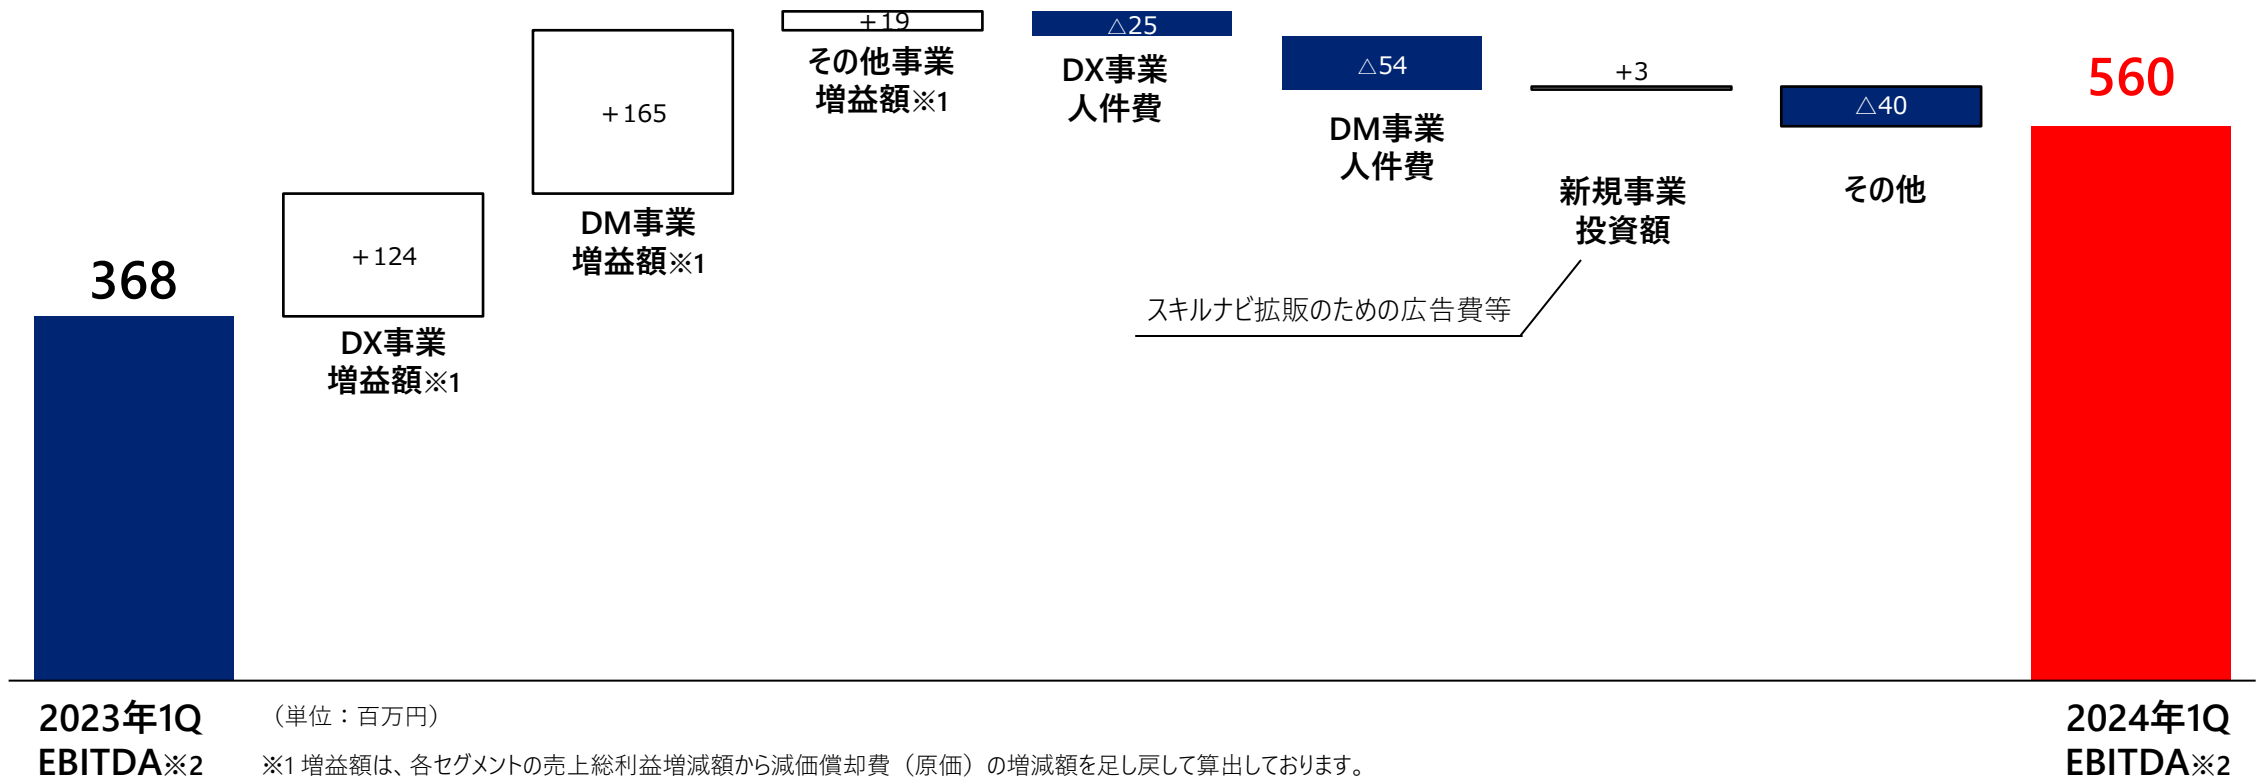 368
2023年1Q
EBITDA※2
+124
DX事業
増益額※1
+165
DM事業
増益額※1
+19
その他事業
増益額※1
△25
DX事業
人件費
△54
DM事業
人件費
+3
新規事業
投資額
スキルナビ拡販のための広告費等
△40
その他
560
2024年1Q
EBITDA※2
（単位：百万円）
※1 増益額は、各セグメントの売上総利益増減額から減価償却費（原価）の増減額を足し戻して算出しております。